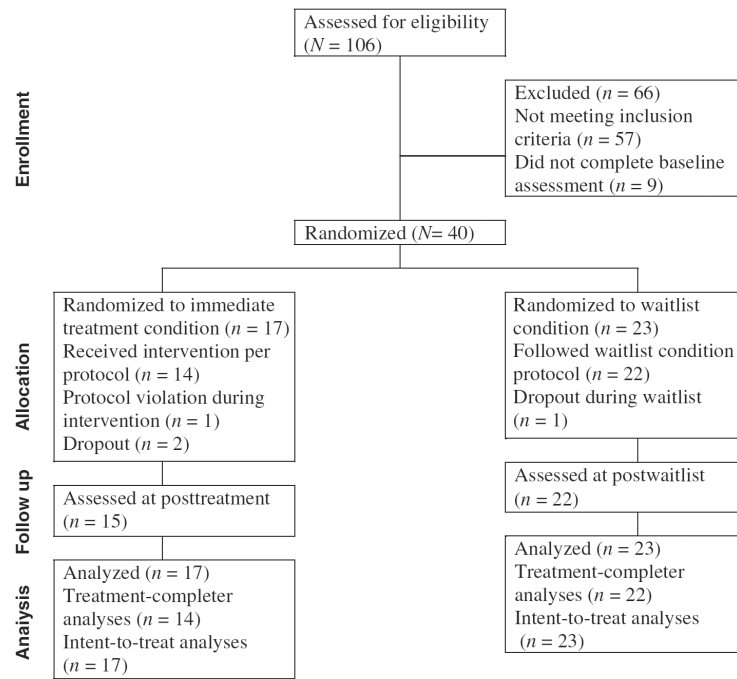 Assessed for eligibility
(N = 106)
Enrollment
Excluded (n = 66)
Not meeting inclusion
criteria (n = 57)
Did not complete baseline
assessment (n = 9)
Randomized (N= 40)
Allocation
Randomized to immediate
treatment condition (n = 17)
Received intervention per
protocol (n = 14)
Protocol violation during
intervention (n = 1)
Dropout (n = 2)
Randomized to waitlist
condition (n = 23)
Followed waitlist condition
protocol (n = 22)
Dropout during waitlist
(n = 1)
Follow up
Assessed at posttreatment
(n = 15)
Assessed at postwaitlist
(n = 22)
Anaiysis
Analyzed (n = 17)
Treatment-completer
analyses (n = 14)
Intent-to-treat analyses
(n = 17)
Analyzed (n = 23)
Treatment-completer
analyses (n = 22)
Intent-to-treat analyses
(n = 23)